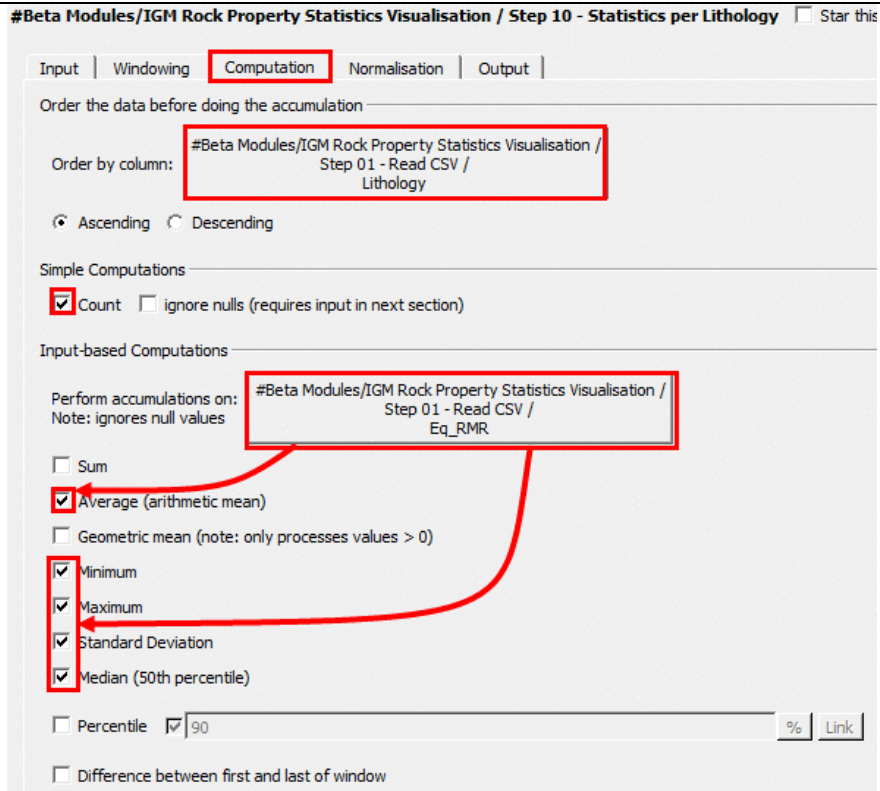 #Beta Modules/IGM Rock Property Statistics Visualisation / Step 10 - Statistics per Lithology Star this
Input Windowing Computation Normalisation Output
Order the data before doing the accumulation
Order by column:
#Beta Modules/IGM Rock Property Statistics Visualisation /
Step 01 - Read CSV /
Lithology
Ascending Descending
Simple Computations
Count ignore nulls (requires input in next section)
Input-based Computations
Perform accumulations on:
Note: ignores null values
#Beta Modules/IGM Rock Property Statistics Visualisation /
Step 01 - Read CSV /
Eq_RMR
Sum
Average (arithmetic mean)
Geometric mean (note: only processes values > 0)
Minimum
Maximum
Standard Deviation
Median (50th percentile)
Percentile 90 % Link
Difference between first and last of window